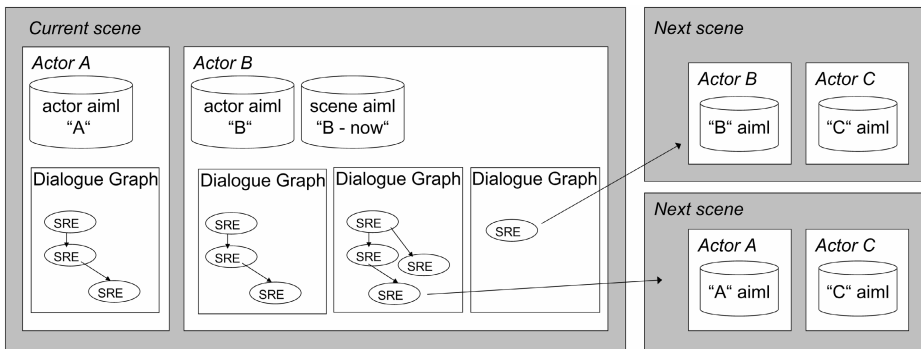 Current scene
Actor A
actor aiml
"A"
Dialogue Graph
SRE
SRE
SRE
Actor B
actor aiml
"B"
scene aiml
"B - now"
Dialogue Graph
SRE
SRE
SRE
Dialogue Graph
SRE
SRE
SRE
SRE
Dialogue Graph
SRE
Next scene
Actor B
"B" aiml
Actor C
"C" aiml
Next scene
Actor A
"A" aiml
Actor C
"C" aiml